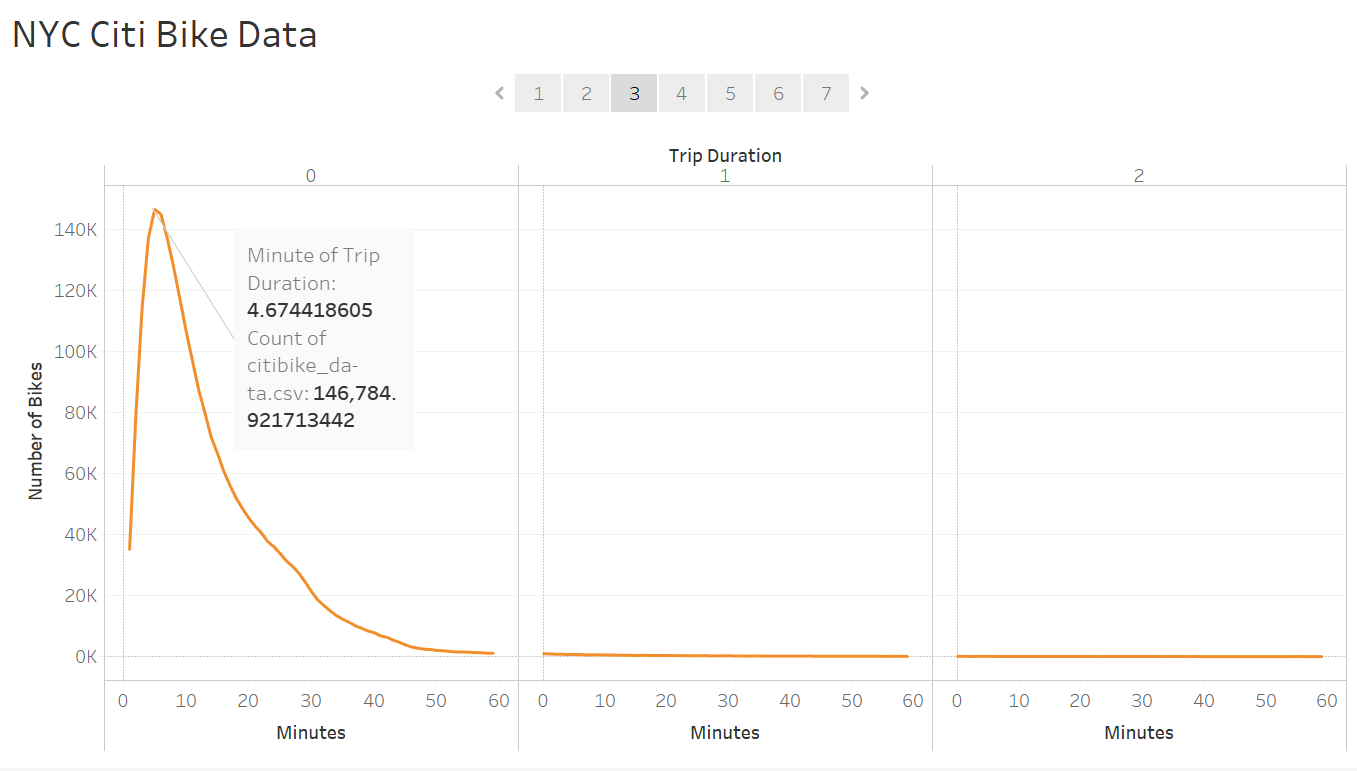 NYC Citi Bike Data
1 2 3 4 5 6 7
Trip Duration
0 1 2
140K
120K
100K
80K
60K
40K
20K
0K
Number of Bikes
Minute of Trip
Duration:
4.674418605
Count of
citibike_da-
ta.csv: 146,784.
921713442
0 10 20 30 40 50 60 0 10 20 30 40 50 60 0 10 20 30 40 50 60
Minutes Minutes Minutes